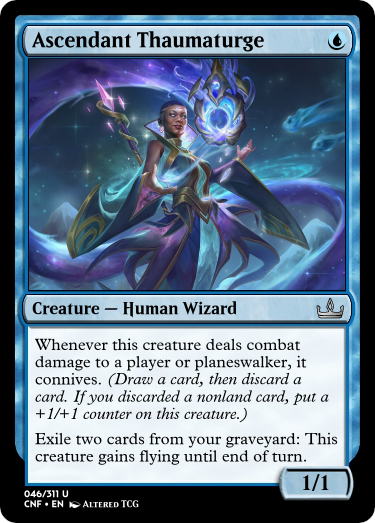 Ascendant Thaumaturge
Creature — Human Wizard
Whenever this creature deals combat
damage to a player or planeswalker, it
connives. (Draw a card, then discard a
card. If you discarded a nonland card, put a
+1/+1 counter on this creature.)
Exile two cards from your graveyard: This
creature gains flying until end of turn.
1/1
046/311 U
CNF • EN Altered TCG